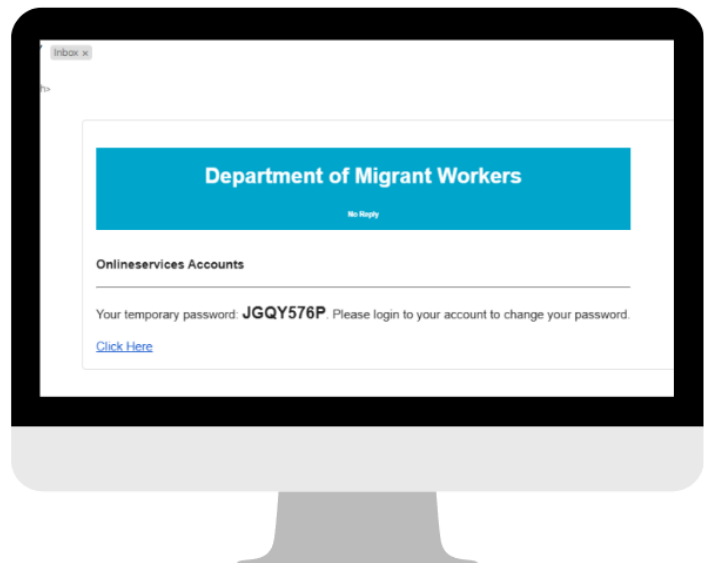 Inbox x
h>
Department of Migrant Workers
No Reply
Onlineservices Accounts
Your temporary password: JGQY576P. Please login to your account to change your password.
Click Here